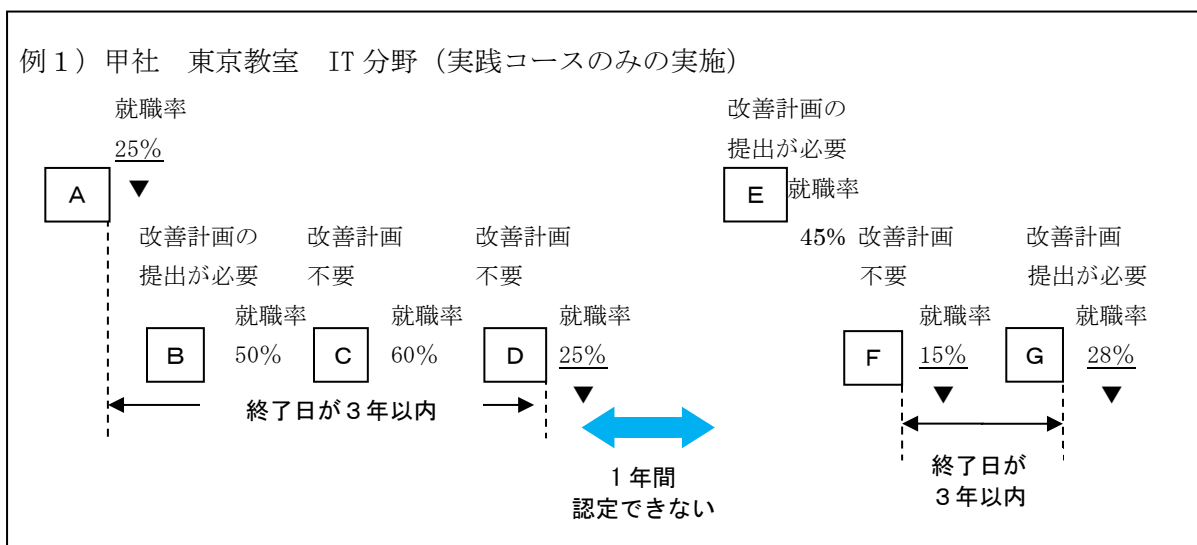 例１）甲社　東京教室　IT 分野（実践コースのみの実施）
就職率
25%
A
▼
改善計画の
提出が必要
就職率
B
50%
改善計画
不要
就職率
C
60%
改善計画
不要
就職率
D
25%
▼
終了日が３年以内
１年間
認定できない
改善計画の
提出が必要
E
就職率
45%
改善計画
不要
就職率
F
15%
▼
改善計画
提出が必要
就職率
G
28%
▼
終了日が
３年以内